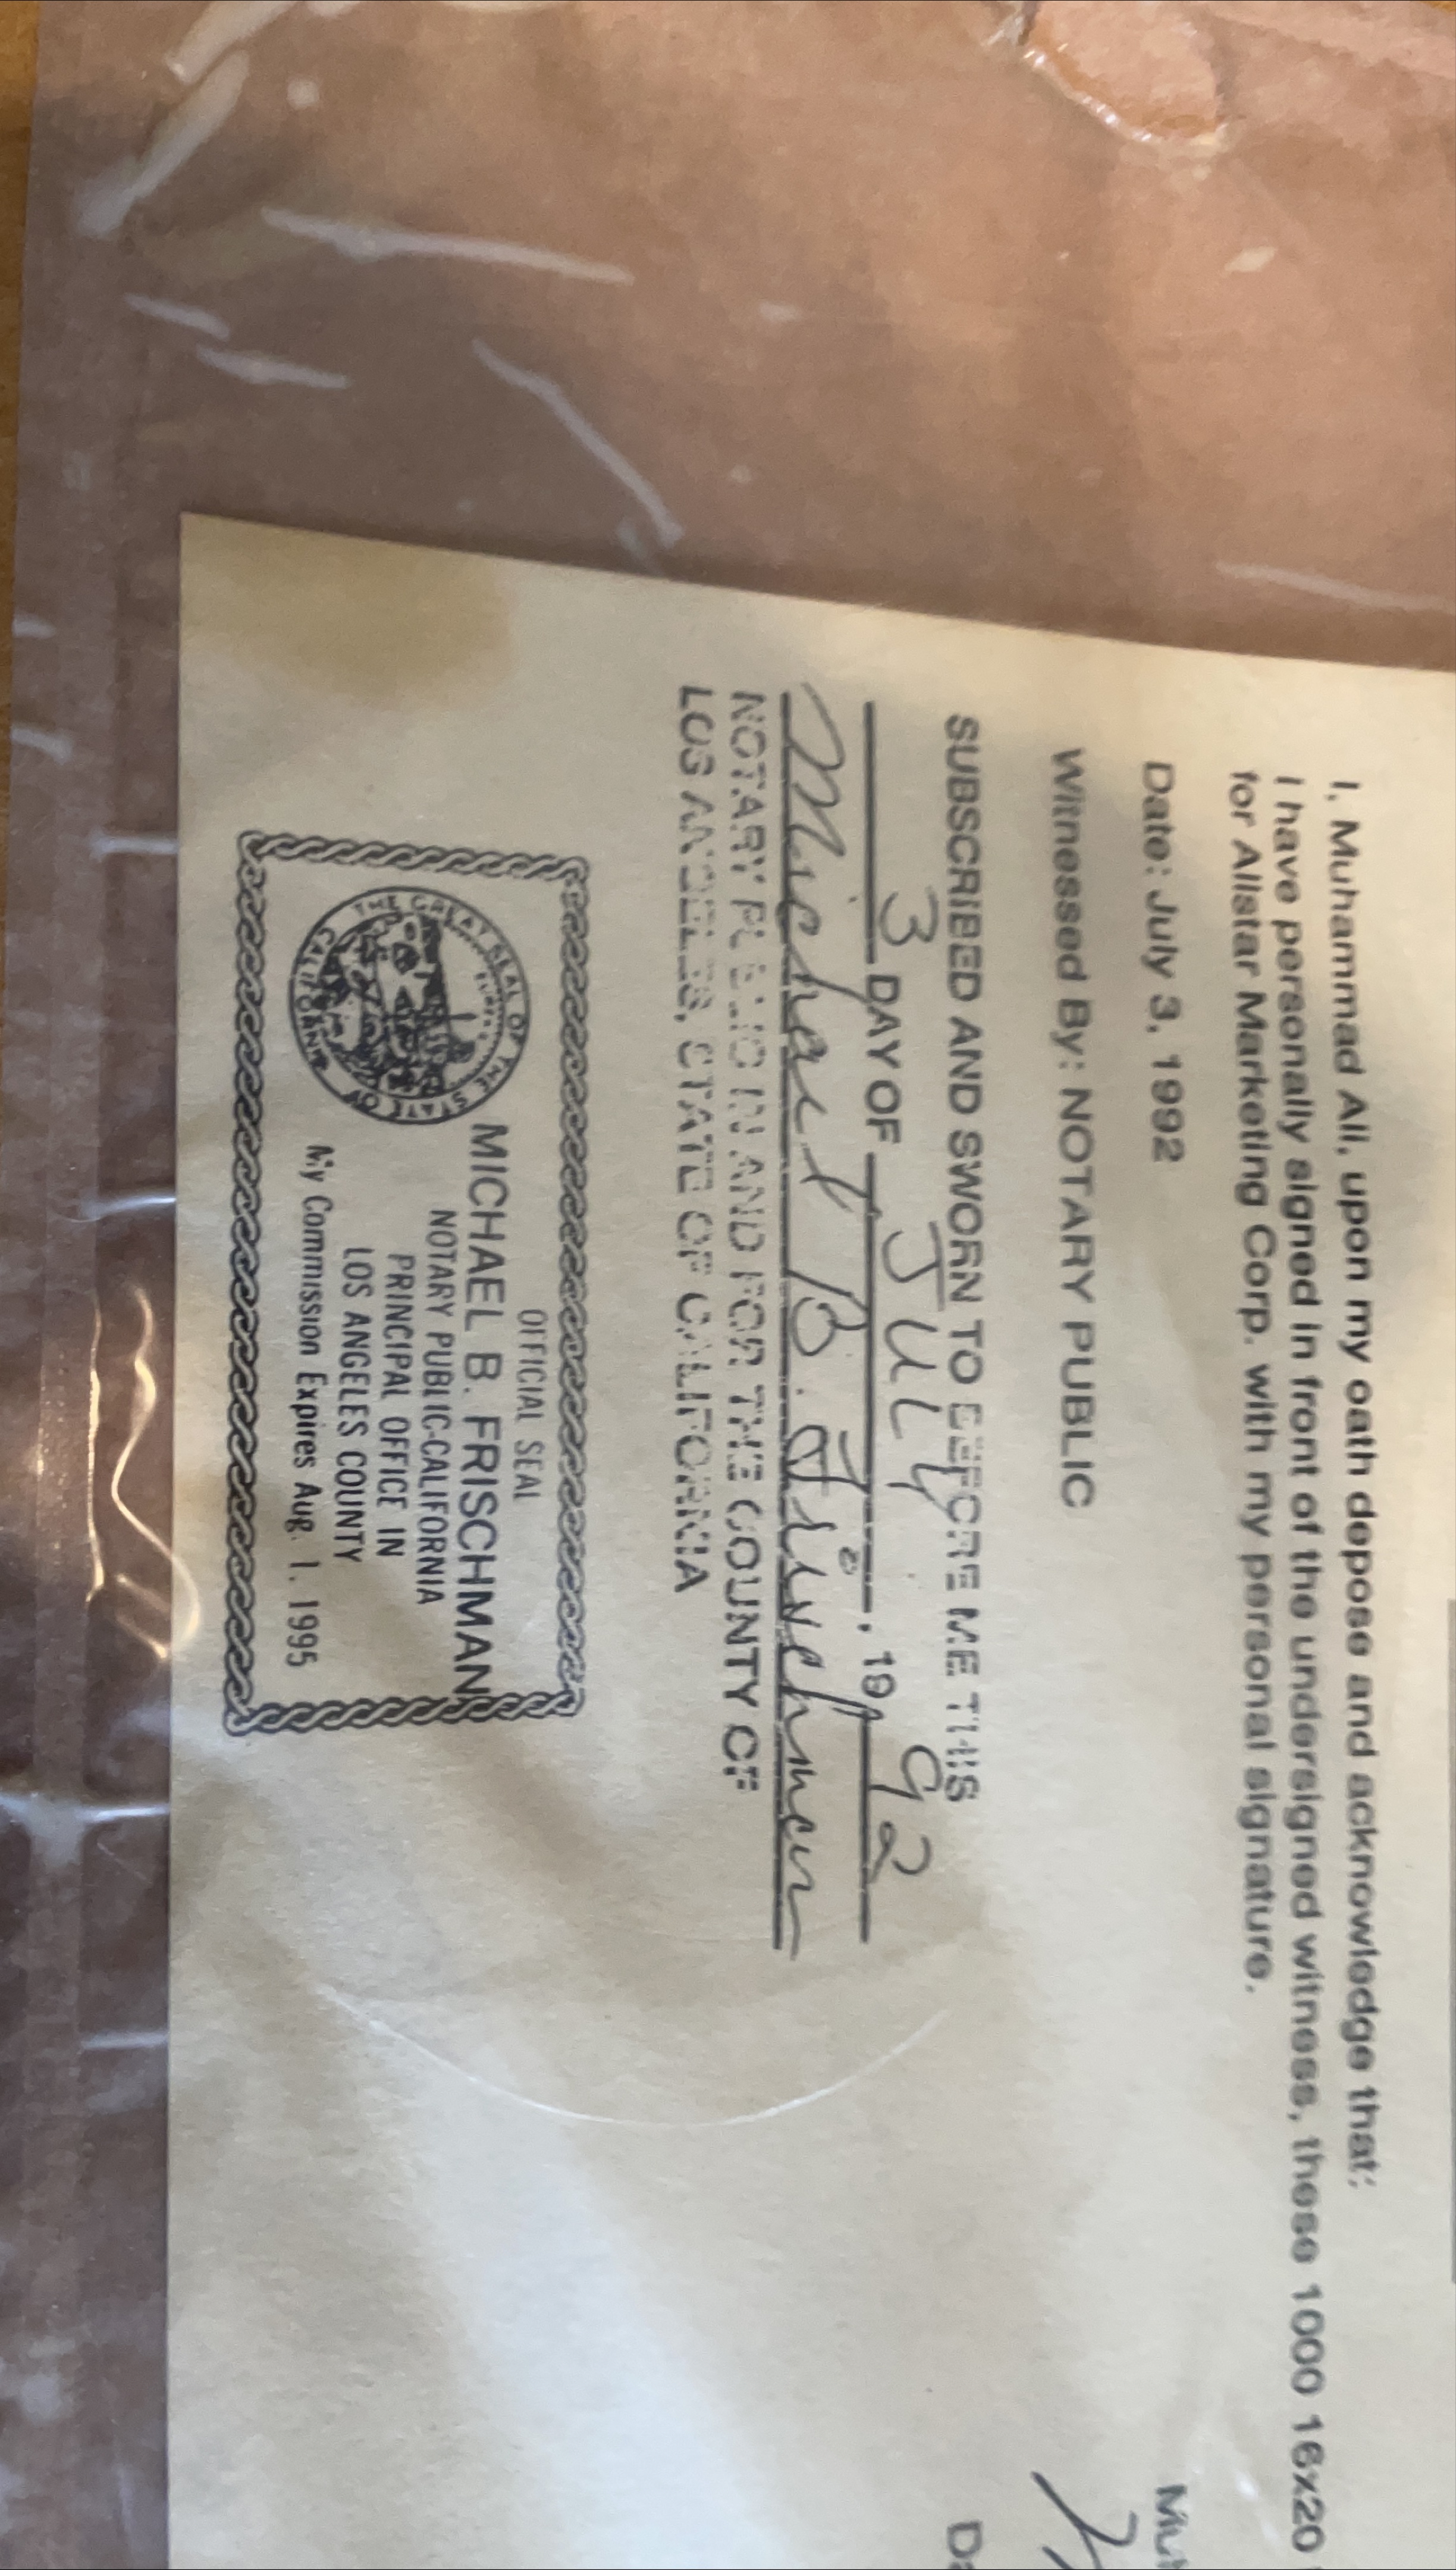 I, Muhammad Ali, upon my oath depose and acknowledge that:
I have personally signed in front of the undersigned witness, these 1000 16x20
for Allstar Marketing Corp. with my personal signature.
Date: July 3, 1992
Witnessed By: NOTARY PUBLIC
SUBSCRIBED AND SWORN TO BEFORE ME THIS
3 DAY OF JULY, 19 92
Michael B. Frischman
NOTARY PUBLIC IN AND FOR THE COUNTY OF
LOS ANGELES, STATE OF CALIFORNIA
OFFICIAL SEAL
MICHAEL B. FRISCHMAN
NOTARY PUBLIC-CALIFORNIA
PRINCIPAL OFFICE IN
LOS ANGELES COUNTY
My Commission Expires Aug. 1, 1995
THE GREAT SEAL OF THE STATE OF CALIFORNIA
EUREKA